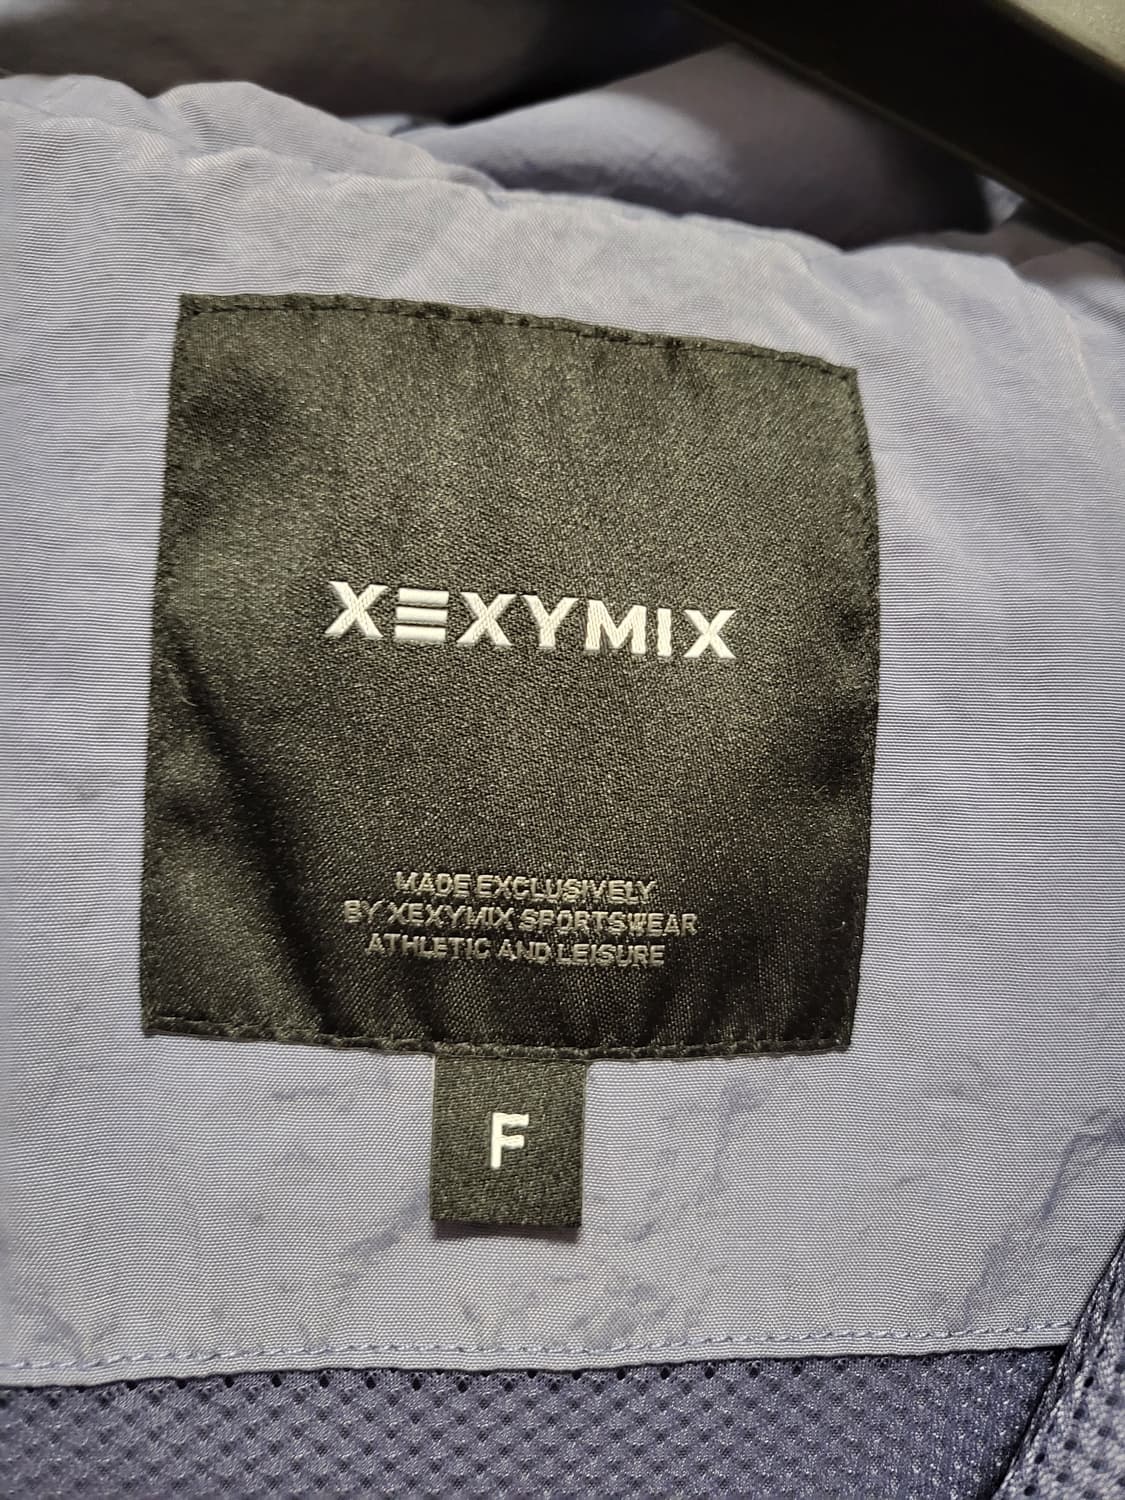 XEXYMIX
MADE EXCLUSIVELY
BY XEXYMIX SPORTSWEAR
ATHLETIC AND LEISURE
F